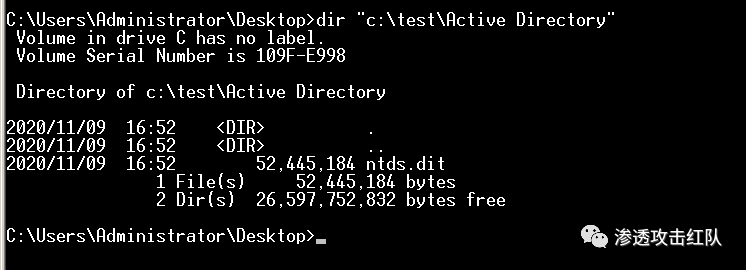 C:\Users\Administrator\Desktop>dir "c:\test\Active Directory"
 Volume in drive C has no label.
 Volume Serial Number is 109F-E998

 Directory of c:\test\Active Directory

2020/11/09  16:52    <DIR>          .
2020/11/09  16:52    <DIR>          ..
2020/11/09  16:52        52,445,184 ntds.dit
               1 File(s)     52,445,184 bytes
               2 Dir(s)  26,597,752,832 bytes free

C:\Users\Administrator\Desktop>_
渗透攻击红队